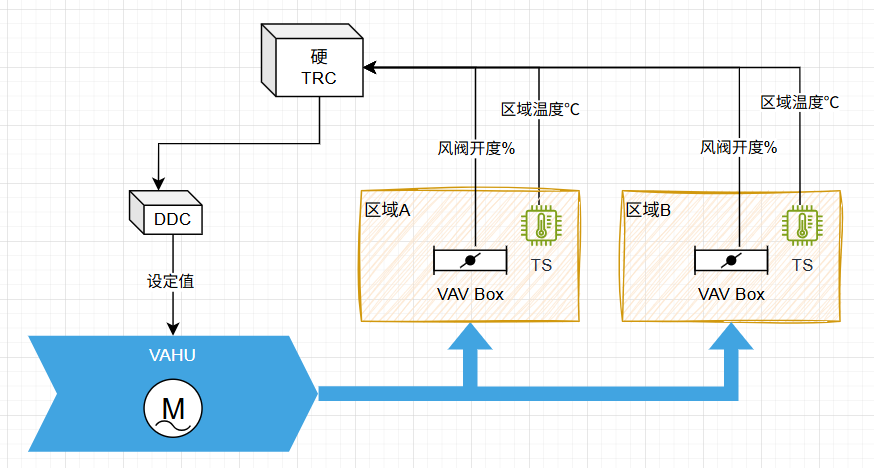 硬
TRC
区域温度℃
区域温度℃
风阀开度%
风阀开度%
DDC
区域A
区域B
TS
TS
设定值
VAV Box
VAV Box
VAHU
M